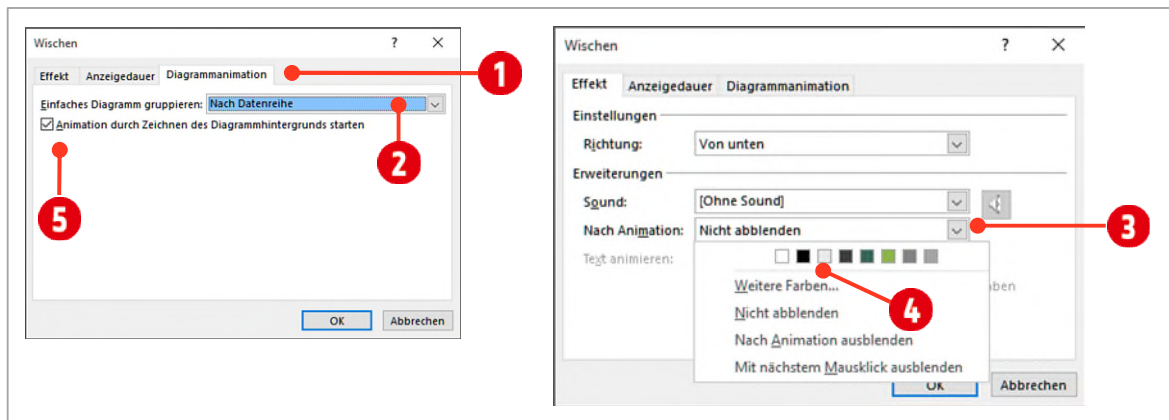 Wischen ? ×
Effekt Anzeigedauer Diagrammanimation
1
Einfaches Diagramm gruppieren: Nach Datenreihe
Animation durch Zeichnen des Diagrammhintergrunds starten
2
5
OK Abbrechen
Wischen ? ×
Effekt Anzeigedauer Diagrammanimation
Einstellungen
Richtung: Von unten
Erweiterungen
Sound: [Ohne Sound]
Nach Animation: Nicht abblenden
3
Text animieren:
4
Weitere Farben...
Nicht abblenden
Nach Animation ausblenden
Mit nächstem Mausklick ausblenden
OK Abbrechen